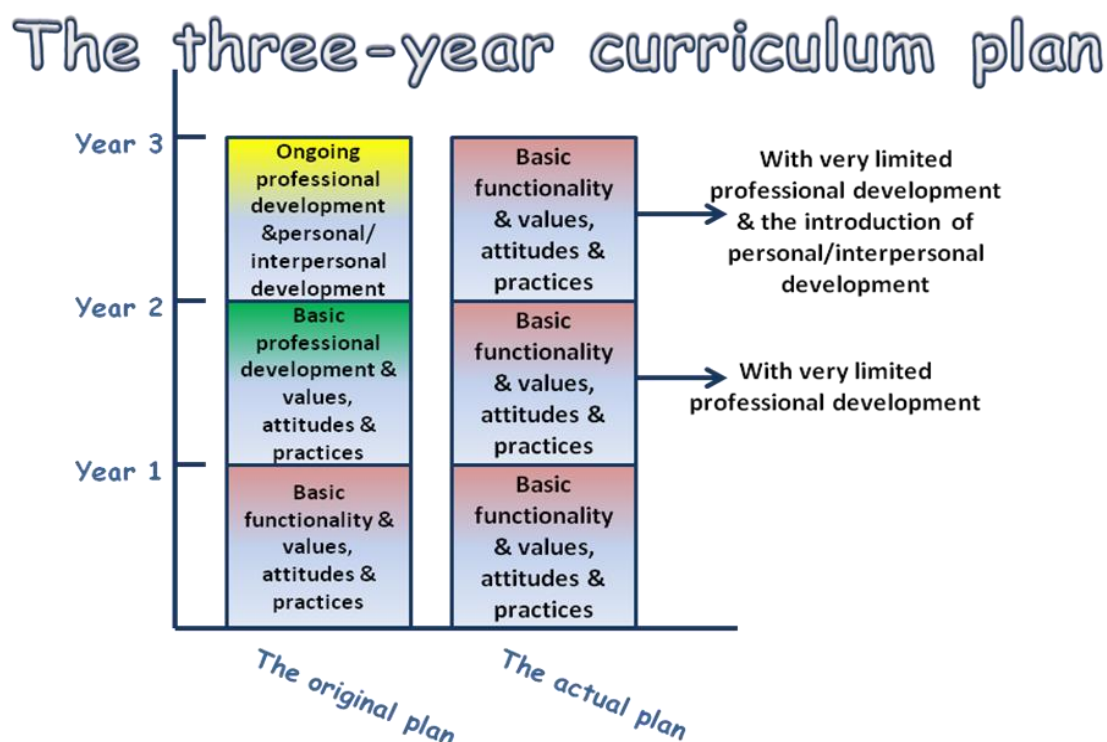 The three-year curriculum plan
Year 3
Ongoing
professional
development
&personal/
interpersonal
development
Basic
functionality
& values,
attitudes &
practices
With very limited
professional development
& the introduction of
personal/interpersonal
development
Year 2
Basic
professional
development &
values,
attitudes &
practices
Basic
functionality
& values,
attitudes &
practices
With very limited
professional development
Year 1
Basic
functionality &
values,
attitudes &
practices
Basic
functionality
& values,
attitudes &
practices
The original plan
The actual plan